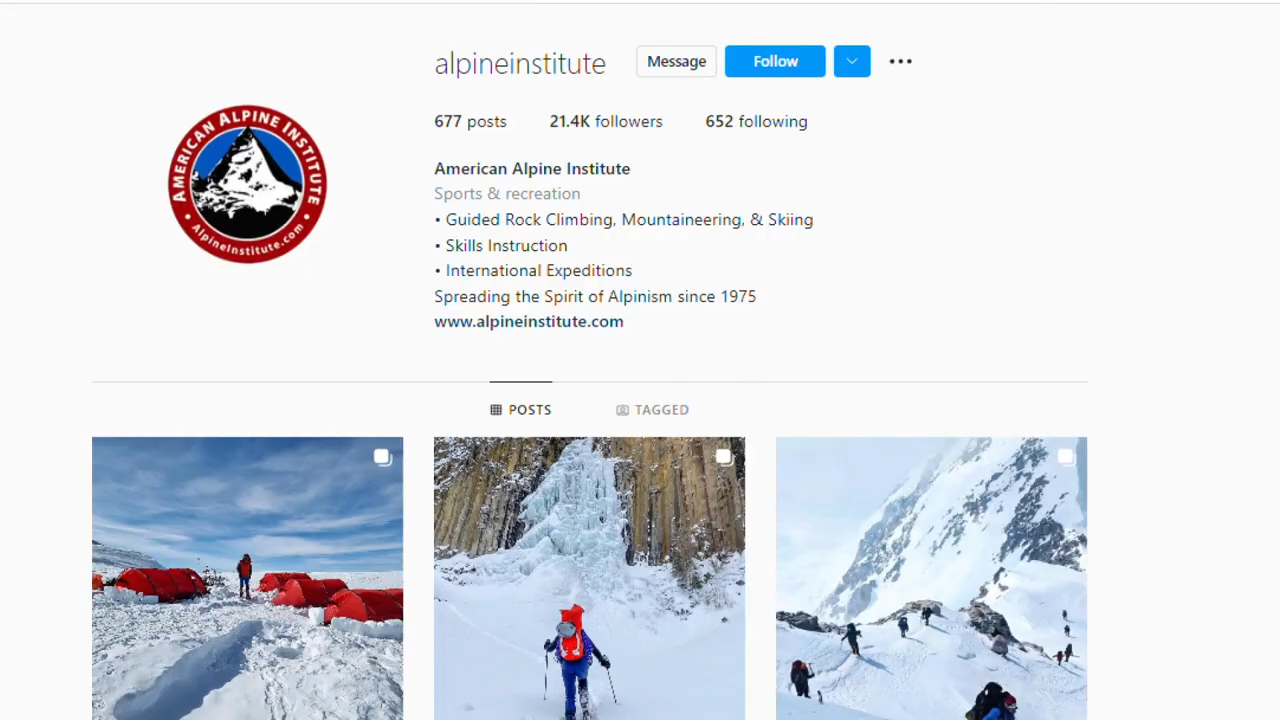 alpineinstitute
Message
Follow
677 posts
21.4K followers
652 following
AMERICAN ALPINE INSTITUTE
• AlpineInstitute.com •
American Alpine Institute
Sports & recreation
• Guided Rock Climbing, Mountaineering, & Skiing
• Skills Instruction
• International Expeditions
Spreading the Spirit of Alpinism since 1975
www.alpineinstitute.com
POSTS
TAGGED